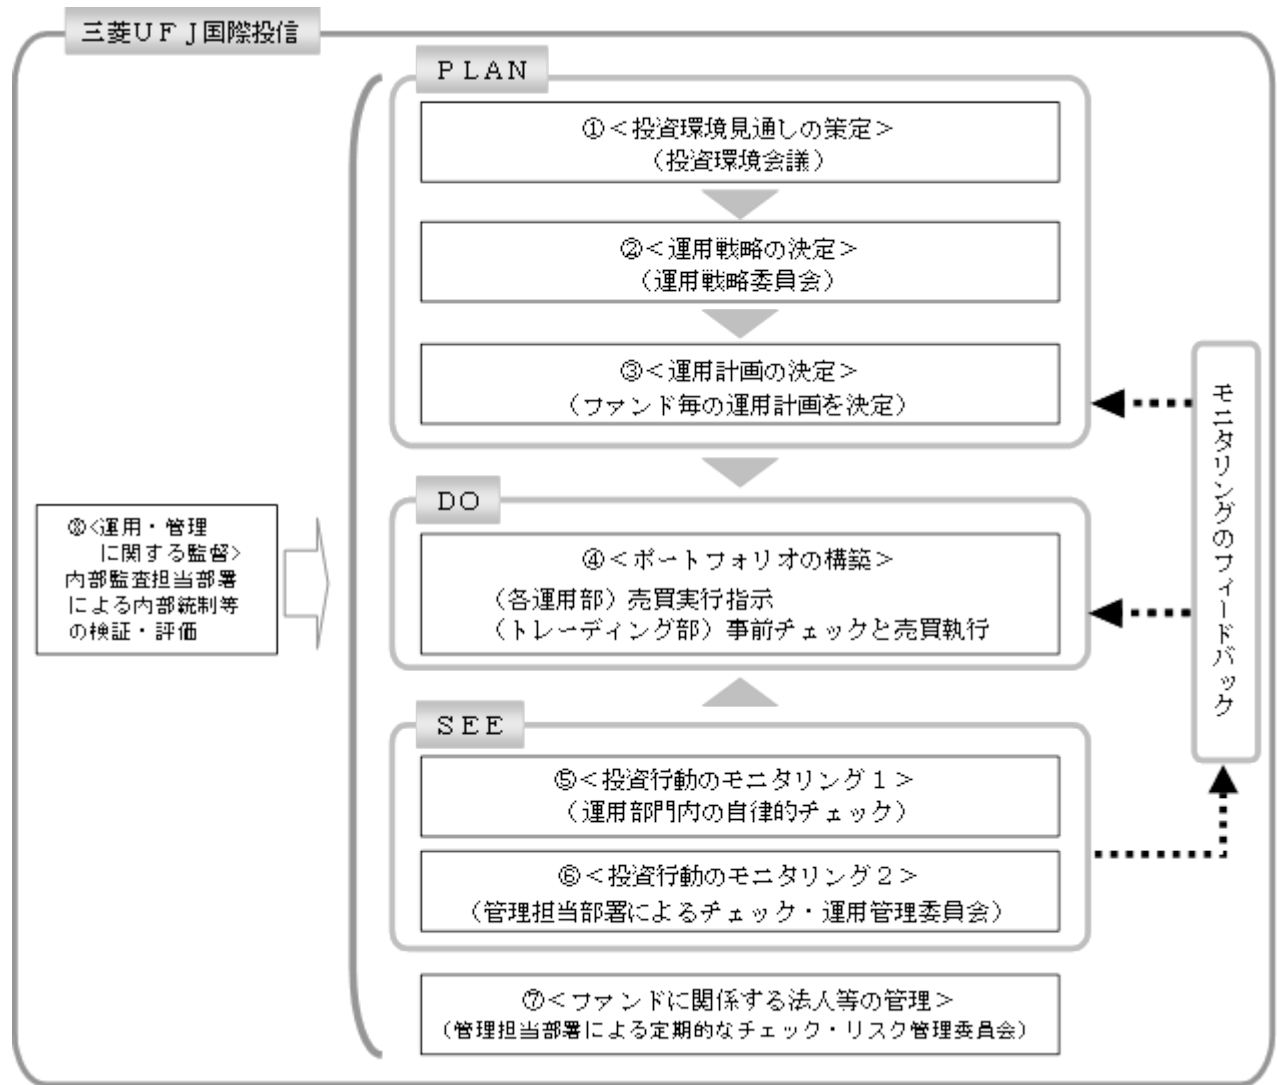 三菱ＵＦＪ国際投信
ＰＬＡＮ
①＜投資環境見通しの策定＞
（投資環境会議）
②＜運用戦略の決定＞
（運用戦略委員会）
③＜運用計画の決定＞
（ファンド毎の運用計画を決定）
ＤＯ
④＜ポートフォリオの構築＞
（各運用部）売買実行指示
（トレーディング部）事前チェックと売買執行
ＳＥＥ
⑤＜投資行動のモニタリング１＞
（運用部門内の自律的チェック）
⑥＜投資行動のモニタリング２＞
（管理担当部署によるチェック・運用管理委員会）
⑦＜ファンドに関係する法人等の管理＞
（管理担当部署による定期的なチェック・リスク管理委員会）
⑧<運用・管理
に関する監督>
内部監査担当部署
による内部統制等
の検証・評価
モニタリングのフィードバック